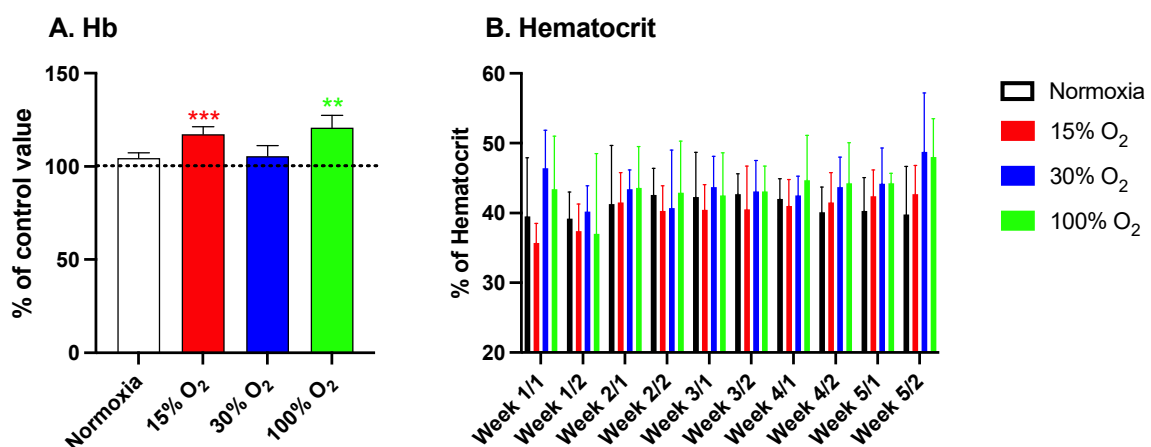 A. Hb
% of control value
150
100
50
0
***
**
Normoxia
15% O₂
30% O₂
100% O₂
B. Hematocrit
% of Hematocrit
60
50
40
30
20
Week 1/1
Week 1/2
Week 2/1
Week 2/2
Week 3/1
Week 3/2
Week 4/1
Week 4/2
Week 5/1
Week 5/2
Normoxia
15% O₂
30% O₂
100% O₂